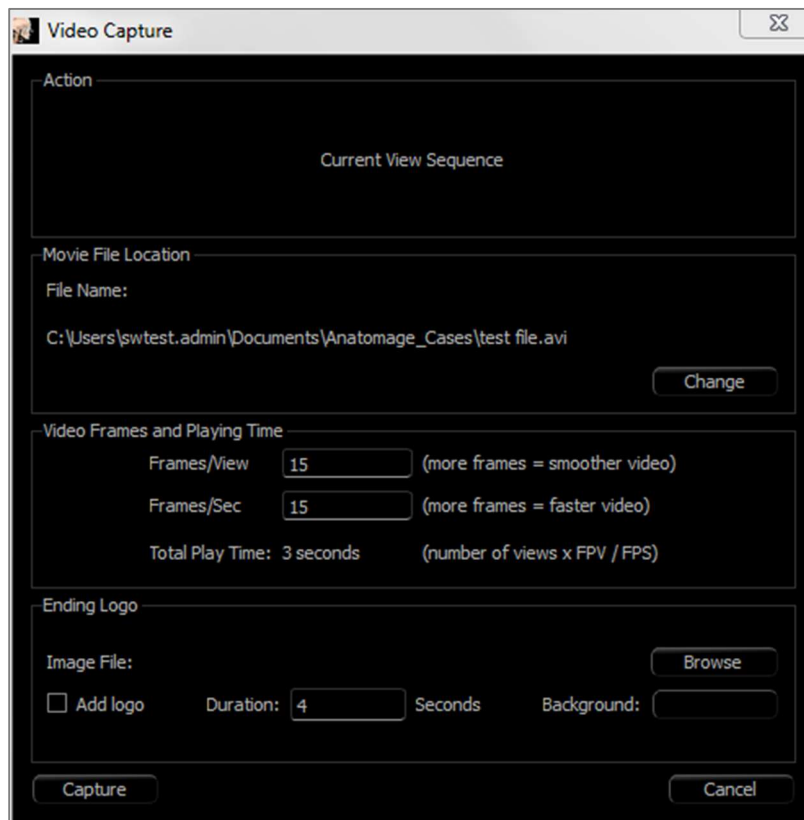 Video Capture
Action
Current View Sequence
Movie File Location
File Name:
C:\Users\swtest.admin\Documents\Anatomage_Cases\test file.avi
Change
Video Frames and Playing Time
Frames/View 15 (more frames = smoother video)
Frames/Sec 15 (more frames = faster video)
Total Play Time: 3 seconds (number of views x FPV / FPS)
Ending Logo
Image File: Browse
Add logo Duration: 4 Seconds Background:
Capture Cancel